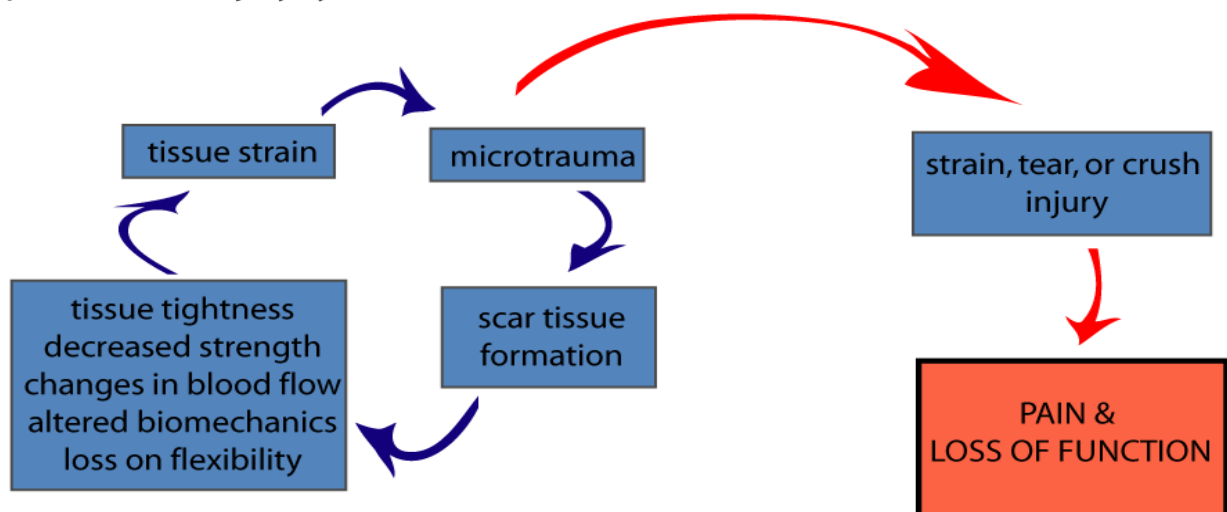 tissue strain
microtrauma
strain, tear, or crush
injury
tissue tightness
decreased strength
changes in blood flow
altered biomechanics
loss on flexibility
scar tissue
formation
PAIN &
LOSS OF FUNCTION